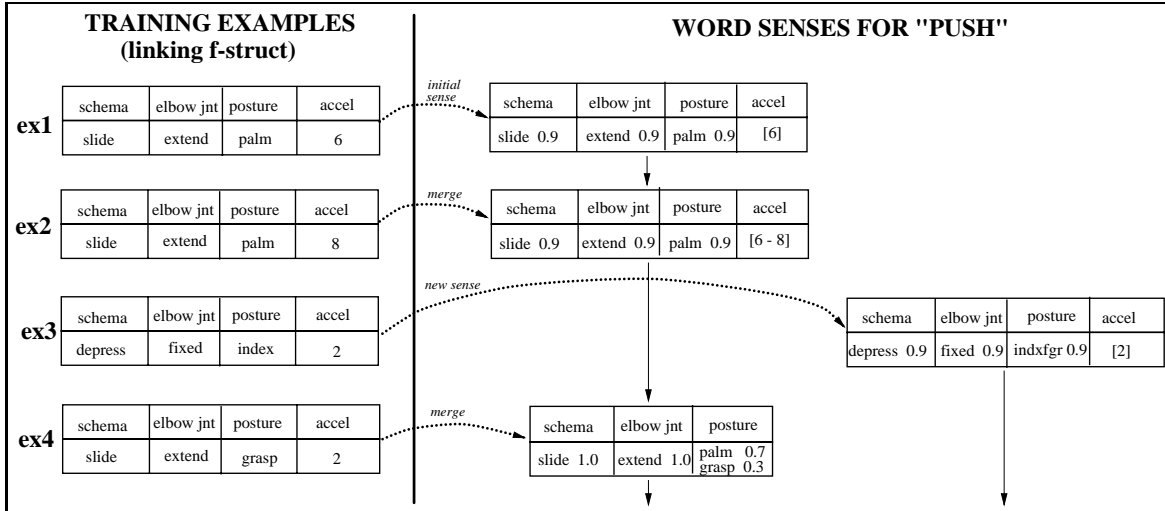 TRAINING EXAMPLES
(linking f-struct)
WORD SENSES FOR "PUSH"
ex1
schema elbow jnt posture accel
slide extend palm 6
initial
sense
schema elbow jnt posture accel
slide 0.9 extend 0.9 palm 0.9 [6]
ex2
schema elbow jnt posture accel
slide extend palm 8
merge
schema elbow jnt posture accel
slide 0.9 extend 0.9 palm 0.9 [6 - 8]
ex3
schema elbow jnt posture accel
depress fixed index 2
new sense
schema elbow jnt posture accel
depress 0.9 fixed 0.9 indxfgr 0.9 [2]
ex4
schema elbow jnt posture accel
slide extend grasp 2
merge
schema elbow jnt posture
slide 1.0 extend 1.0 palm 0.7
grasp 0.3